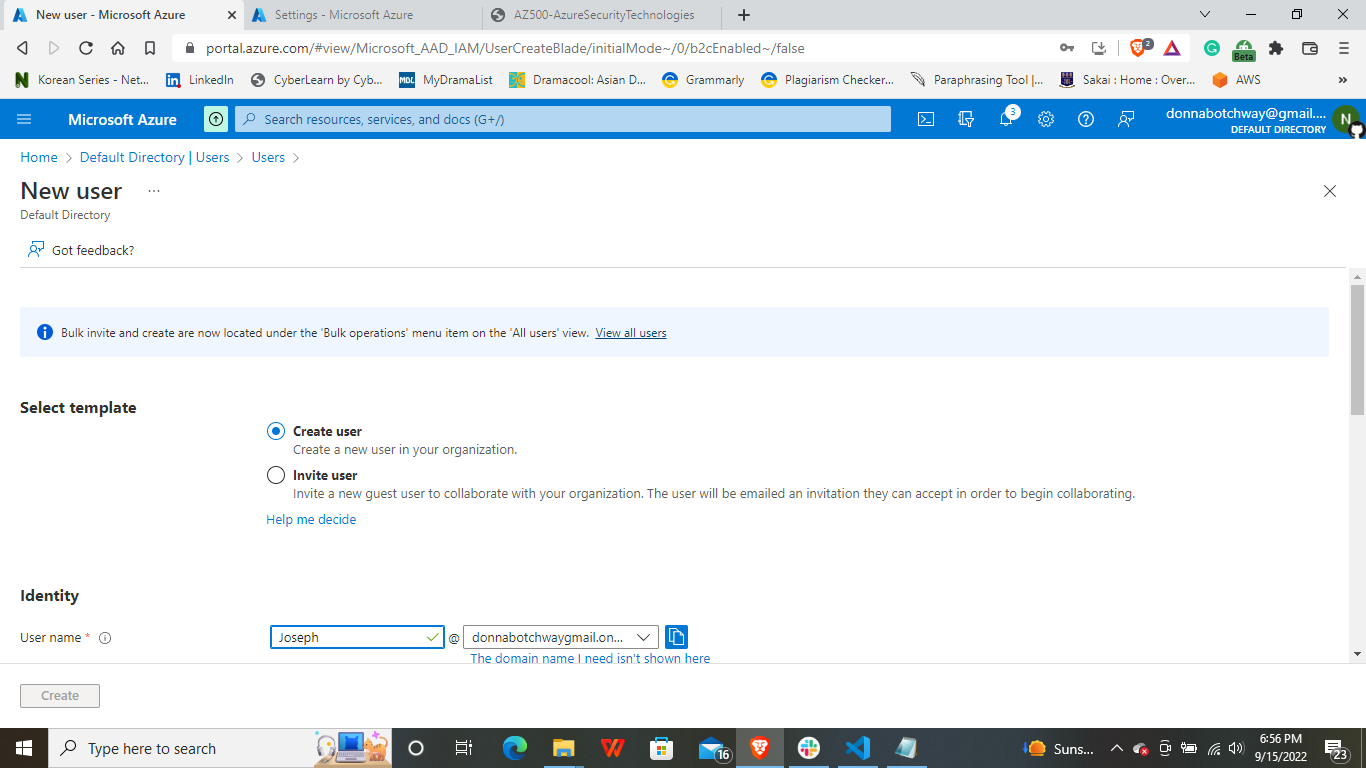 New user - Microsoft Azure
Settings - Microsoft Azure
AZ500-AzureSecurityTechnologies
portal.azure.com/#view/Microsoft_AAD_IAM/UserCreateBlade/initialMode~/0/b2cEnabled~/false
2
Beta
Korean Series - Net...
LinkedIn
CyberLearn by Cyb...
MDL MyDramaList
Dramacool: Asian D...
Grammarly
Plagiarism Checker...
Paraphrasing Tool |...
Sakai : Home : Over...
AWS
Microsoft Azure
Search resources, services, and docs (G+/)
3
donnabotchway@gmail....
DEFAULT DIRECTORY
N
Home > Default Directory | Users > Users >
New user ...
Default Directory
Got feedback?
Bulk invite and create are now located under the 'Bulk operations' menu item on the 'All users' view. View all users
Select template
Create user
Create a new user in your organization.
Invite user
Invite a new guest user to collaborate with your organization. The user will be emailed an invitation they can accept in order to begin collaborating.
Help me decide
Identity
User name * Joseph @ donnabotchwaygmail.on...
The domain name I need isn't shown here
Create
Type here to search
16
Suns...
6:56 PM
9/15/2022
23